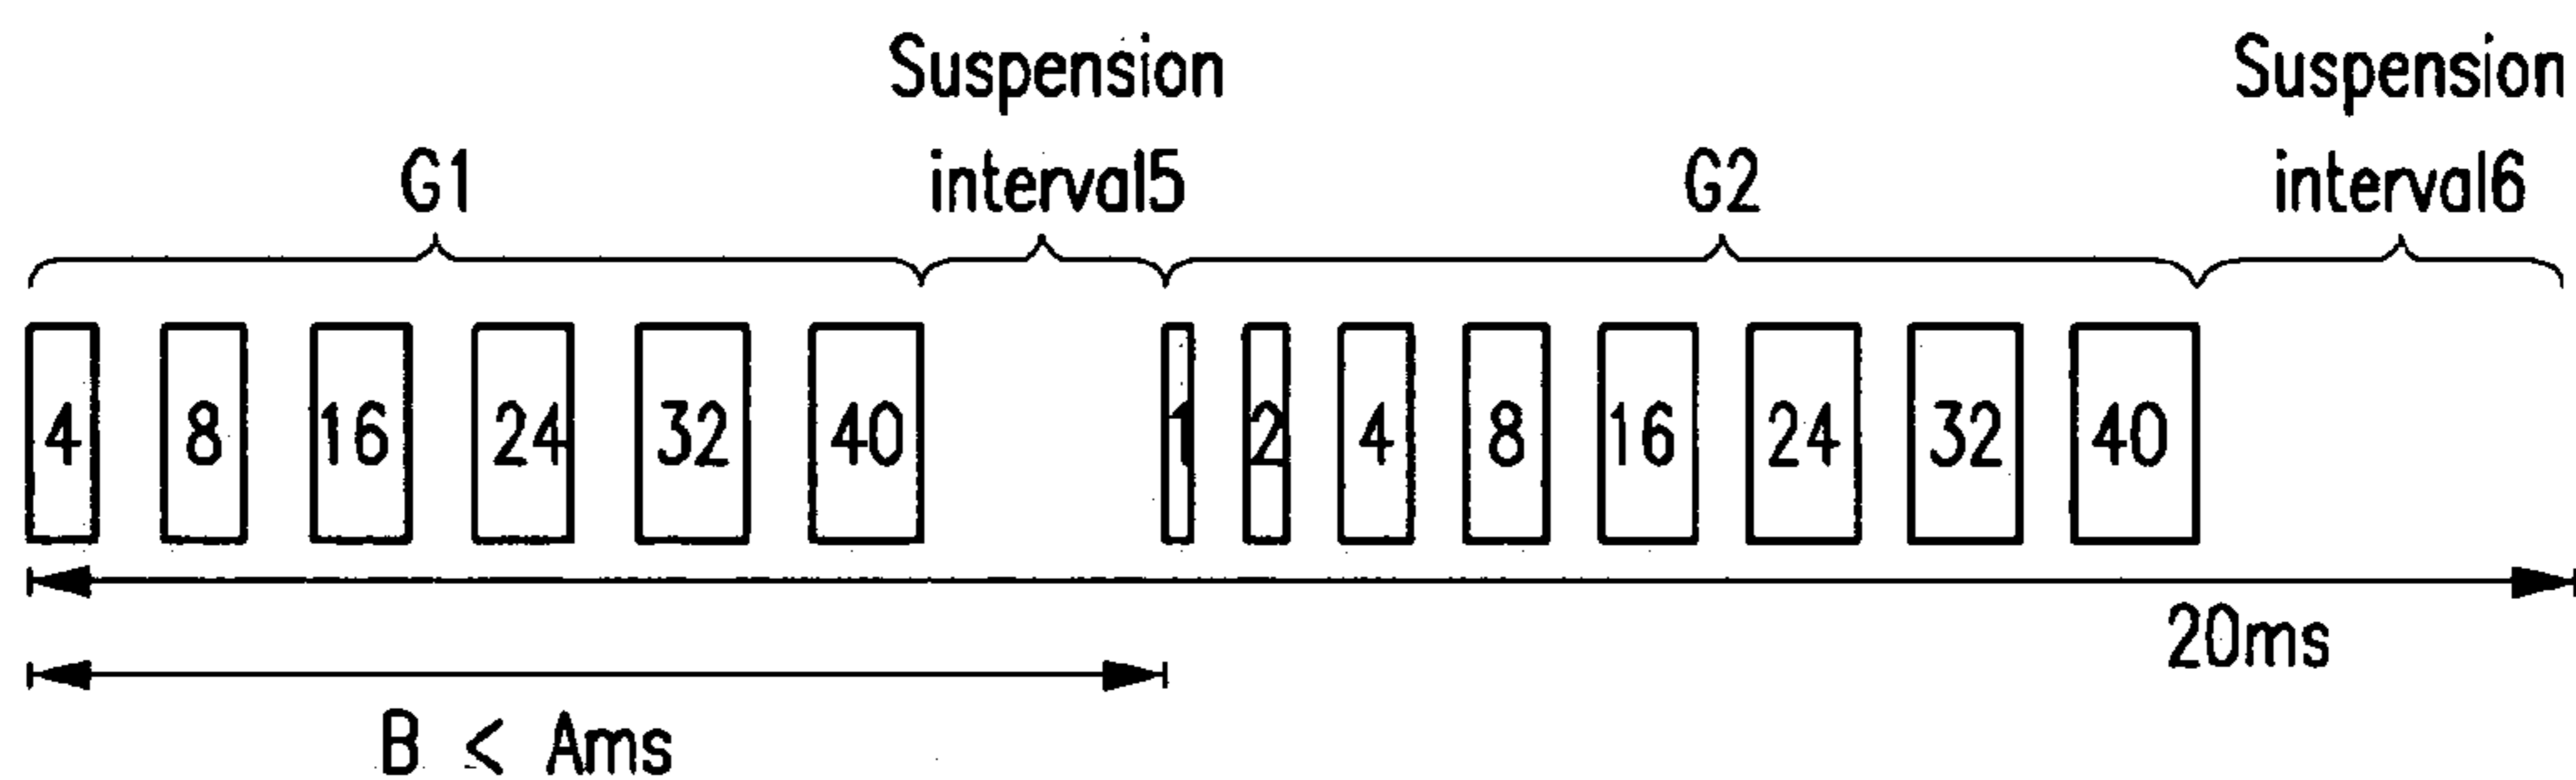 Suspension
interval5
Suspension
interval6
G1
G2
4 8 16 24 32 40 1 2 4 8 16 24 32 40
20ms
B < Ams